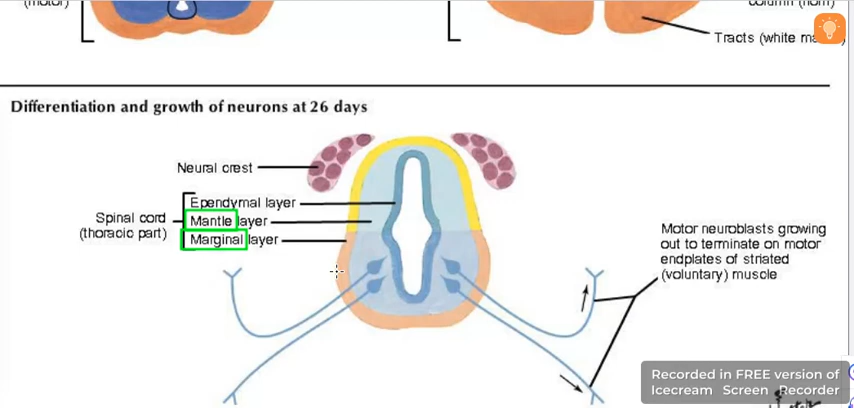 (motor)
column (horn)
Tracts (white
Differentiation and growth of neurons at 26 days
Neural crest
Ependymal layer
Mantle layer
Marginal layer
Spinal cord
(thoracic part)
Motor neuroblasts growing
out to terminate on motor
endplates of striated
(voluntary) muscle
Recorded in FREE version of
Icecream Screen Recorder